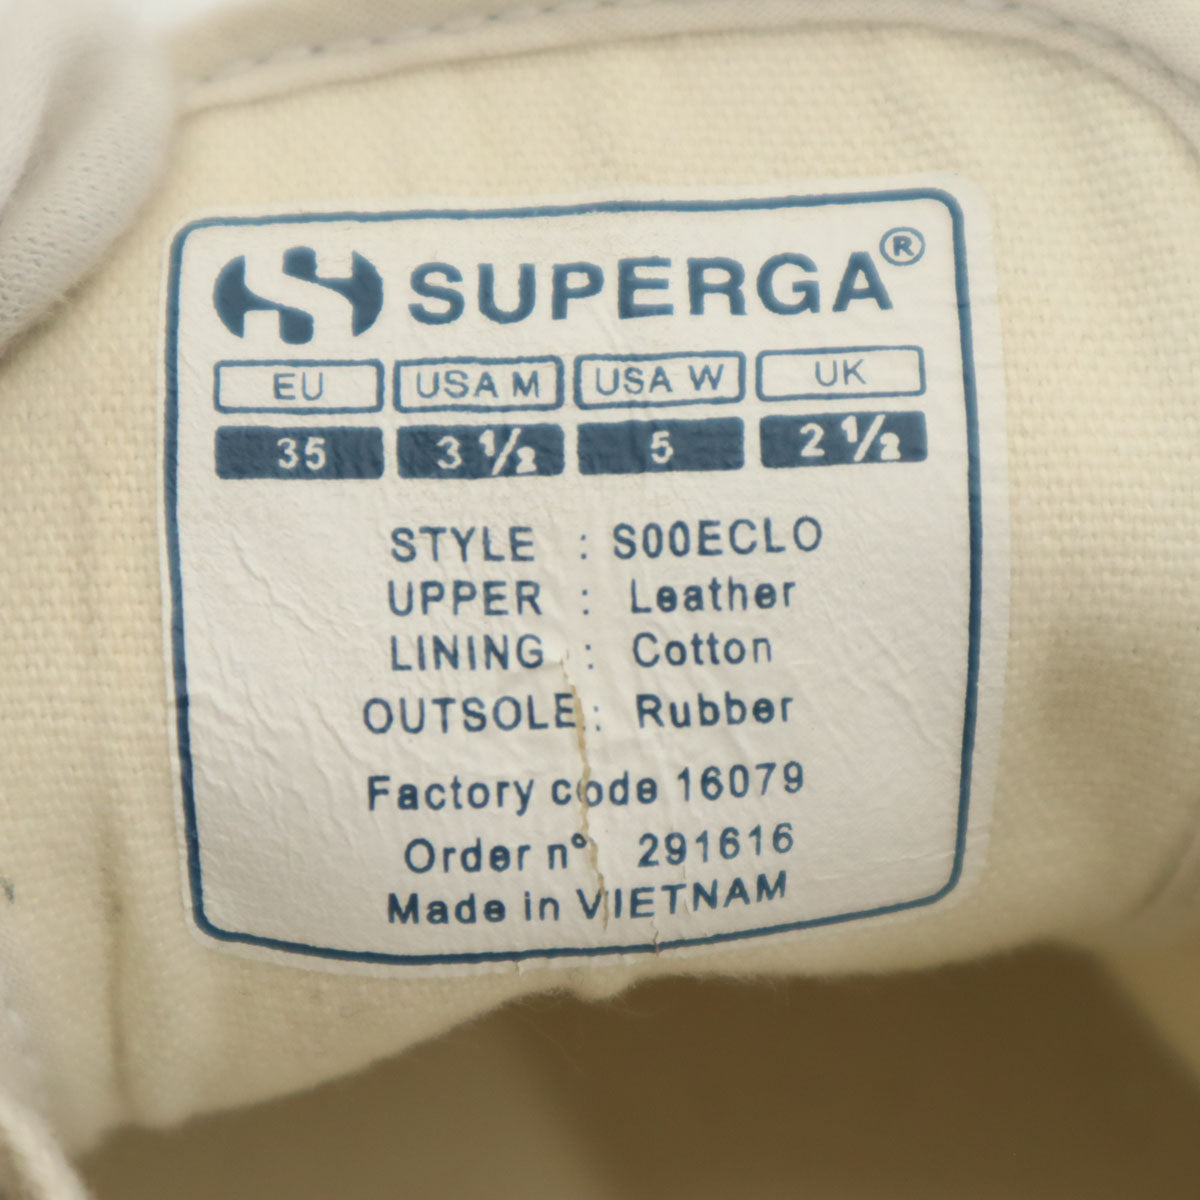 SUPERGA®
EU USA M USA W UK
35 3 ½ 5 2 ½
STYLE : S00ECLO
UPPER : Leather
LINING : Cotton
OUTSOLE : Rubber
Factory code 16079
Order n° 291616
Made in VIETNAM